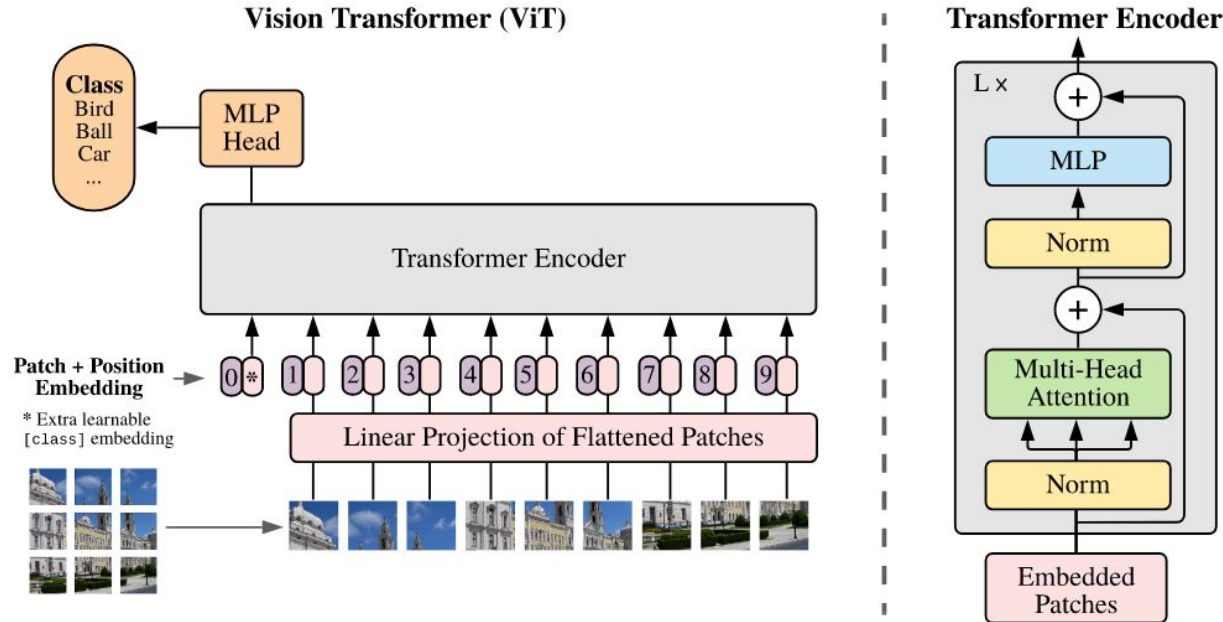 Vision Transformer (ViT)
Class
Bird
Ball
Car
...
MLP
Head
Transformer Encoder
Patch + Position
Embedding
0 * 1 2 3 4 5 6 7 8 9
* Extra learnable
[class] embedding
Linear Projection of Flattened Patches
Transformer Encoder
L ×
+
MLP
Norm
+
Multi-Head
Attention
Norm
Embedded
Patches